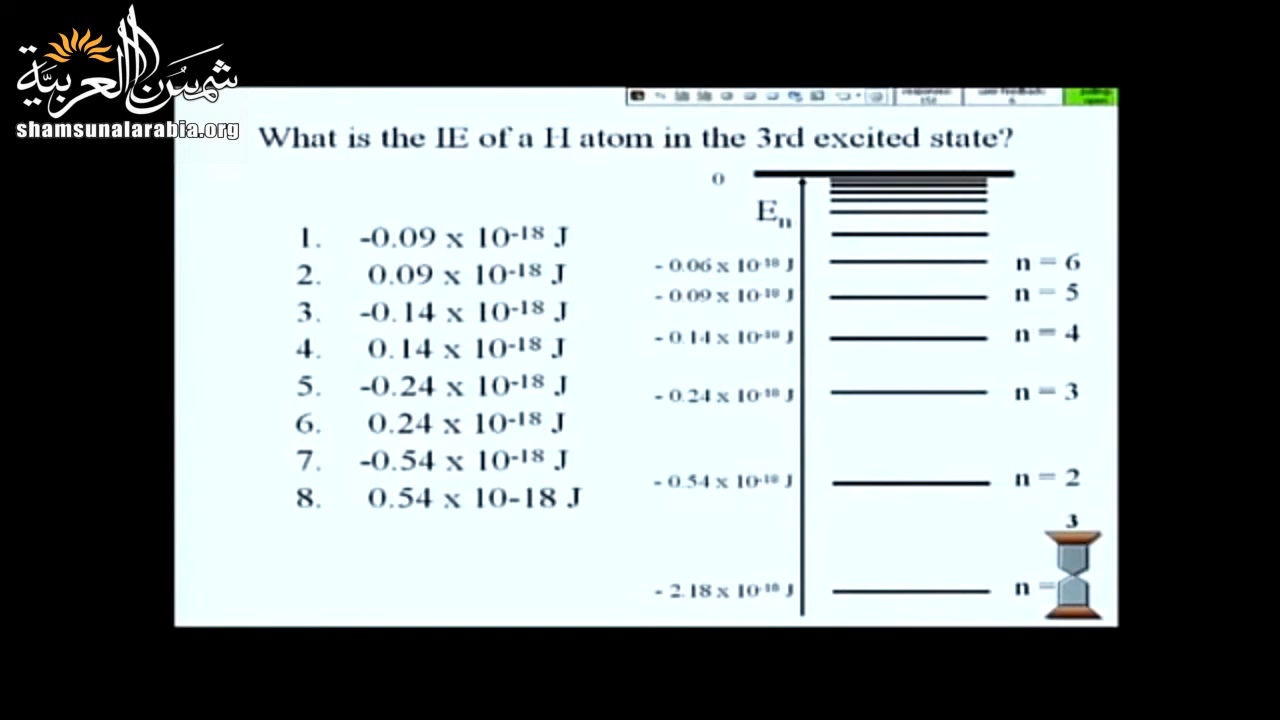 شمس العربية
shamsunalarabia.org
What is the IE of a H atom in the 3rd excited state?
1. -0.09 x 10-18 J
2. 0.09 x 10-18 J
3. -0.14 x 10-18 J
4. 0.14 x 10-18 J
5. -0.24 x 10-18 J
6. 0.24 x 10-18 J
7. -0.54 x 10-18 J
8. 0.54 x 10-18 J
0
En
- 0.06 x 10-18 J n = 6
- 0.09 x 10-18 J n = 5
- 0.14 x 10-18 J n = 4
- 0.24 x 10-18 J n = 3
- 0.54 x 10-18 J n = 2
3
- 2.18 x 10-18 J n =